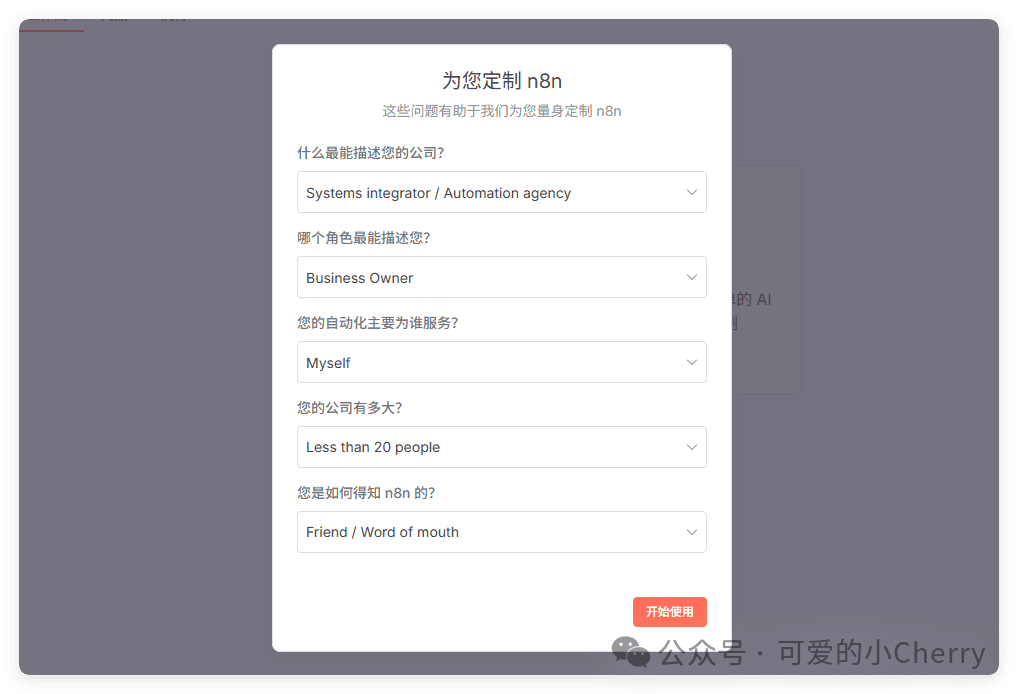 为您定制 n8n
这些问题有助于我们为您量身定制 n8n
什么最能描述您的公司?
Systems integrator / Automation agency
哪个角色最能描述您?
Business Owner
您的自动化主要为谁服务?
Myself
的 AI
您的公司有多大?
Less than 20 people
您是如何得知 n8n 的?
Friend / Word of mouth
开始使用
公众号 · 可爱的小Cherry